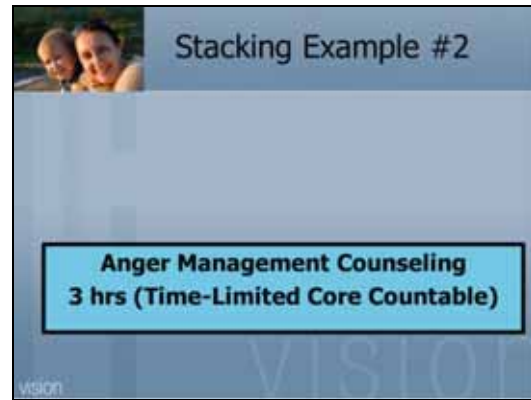 Stacking Example #2
Anger Management Counseling
3 hrs (Time-Limited Core Countable)
vision
VISION